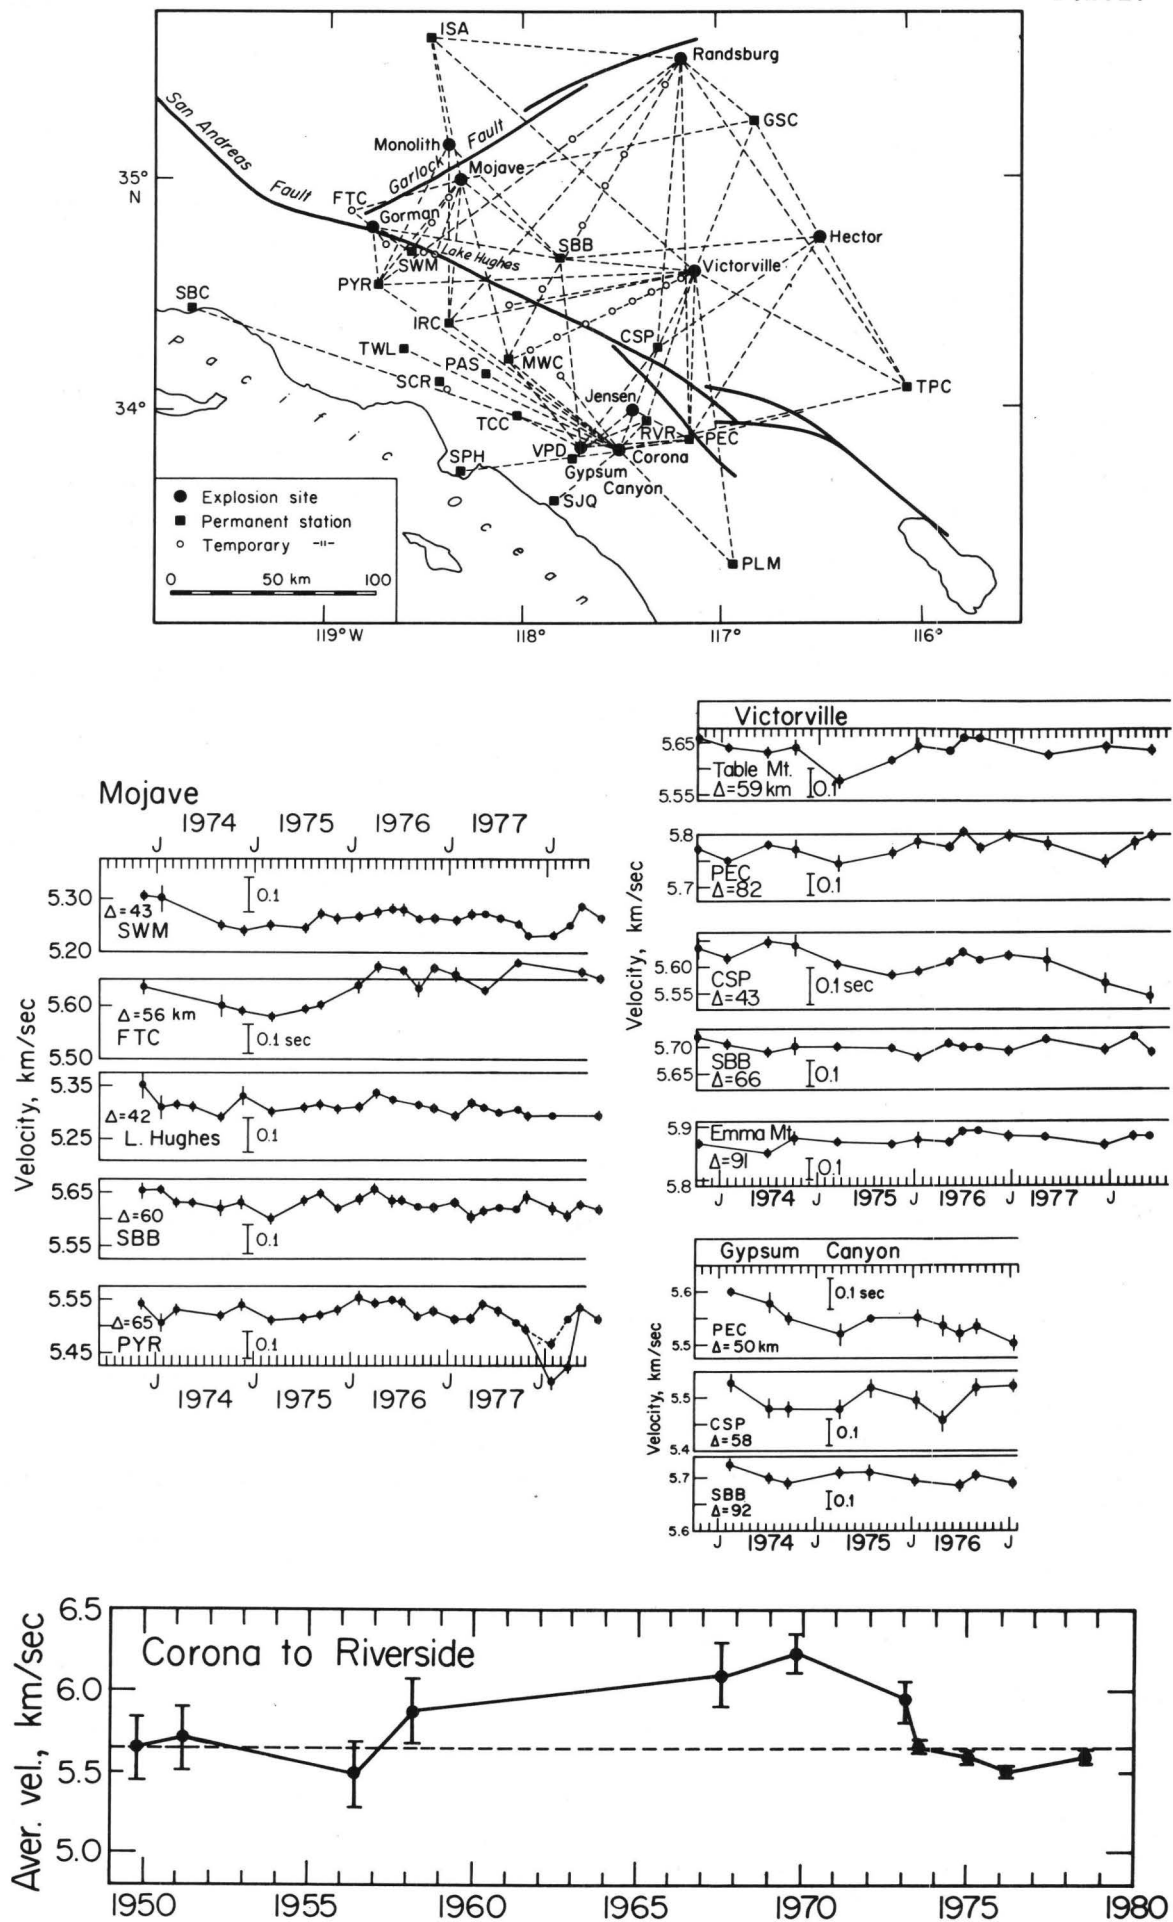 ISA
Randsburg
GSC
San Andreas
Fault
Monolith
Garlock Fault
Mojave
35°
N
FTC
Gorman
SBB
Hector
SWM
Lake Hughes
Victorville
PYR
SBC
IRC
CSP
TWL
PAS
MWC
SCR
TPC
Jensen
34°
TCC
RVR
PEC
VPD
Corona
SPH
Gypsum
Canyon
SJQ
PLM
Pacific
Ocean
Explosion site
Permanent station
Temporary -"-
0 50 km 100
119°W 118° 117° 116°
Mojave
1974 1975 1976 1977
J J J J J
Velocity, km/sec
5.30
5.20
Δ=43
SWM
0.1
5.60
5.50
Δ=56 km
FTC
0.1 sec
5.35
5.25
Δ=42
L. Hughes
0.1
5.65
5.55
Δ=60
SBB
0.1
5.55
5.45
Δ=65
PYR
0.1
J J J J J
1974 1975 1976 1977
Victorville
Velocity, km/sec
5.65
5.55
Table Mt.
Δ=59 km
0.1
5.8
5.7
PEC
Δ=82
0.1
5.60
5.55
CSP
Δ=43
0.1 sec
5.70
5.65
SBB
Δ=66
0.1
5.9
5.8
Emma Mt.
Δ=91
0.1
J 1974 J 1975 J 1976 J 1977 J
Gypsum Canyon
Velocity, km/sec
5.6
5.5
PEC
Δ=50 km
0.1 sec
5.5
5.4
CSP
Δ=58
0.1
5.7
5.6
SBB
Δ=92
0.1
J 1974 J 1975 J 1976 J
Corona to Riverside
Aver. vel., km/sec
6.5
6.0
5.5
5.0
1950 1955 1960 1965 1970 1975 1980